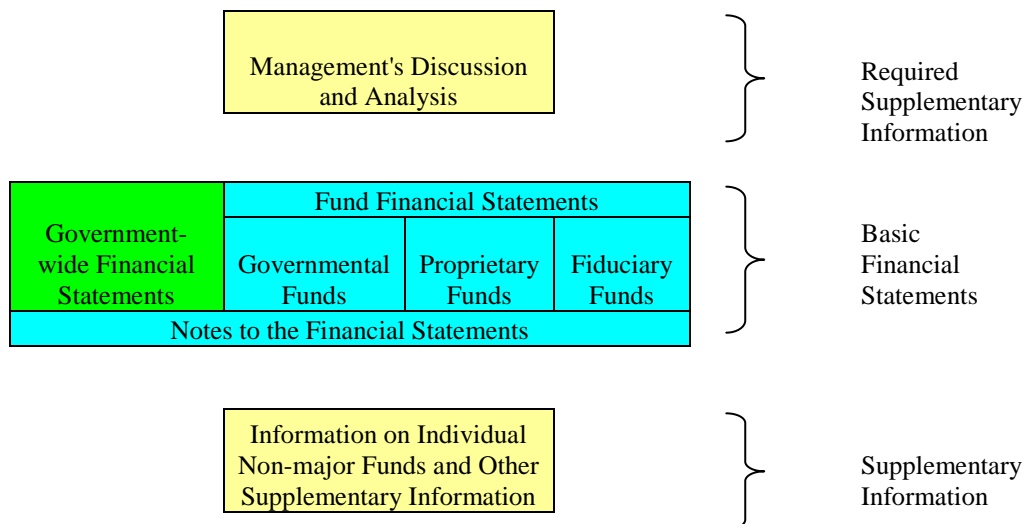 Management's Discussion
and Analysis
Required
Supplementary
Information
Government-
wide Financial
Statements
Fund Financial Statements
Governmental
Funds
Proprietary
Funds
Fiduciary
Funds
Notes to the Financial Statements
Basic
Financial
Statements
Information on Individual
Non-major Funds and Other
Supplementary Information
Supplementary
Information